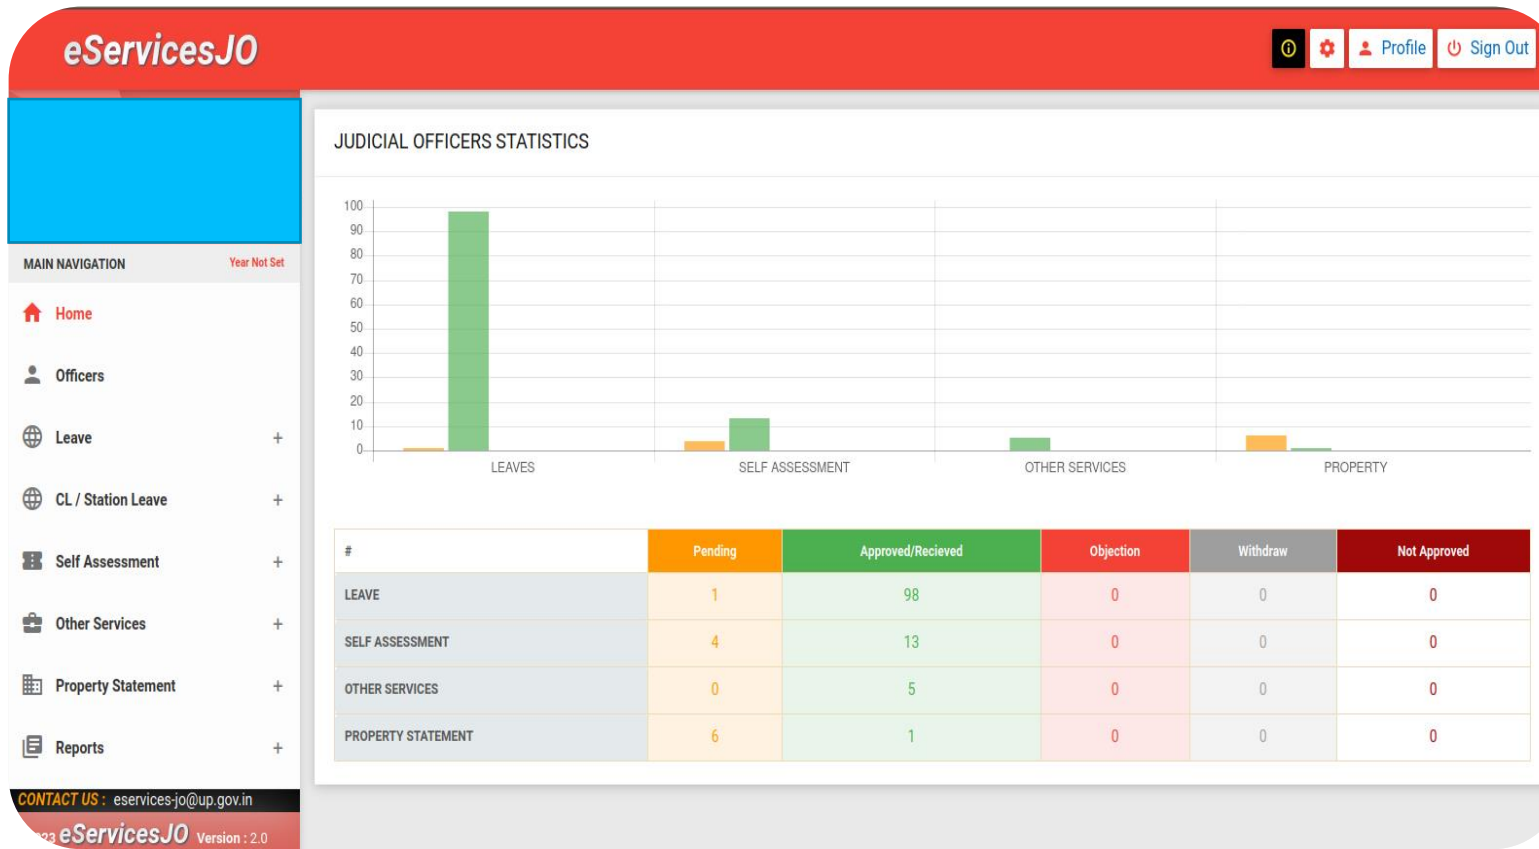 eServicesJO
Profile
Sign Out
MAIN NAVIGATION Year Not Set
Home
Officers
Leave +
CL / Station Leave +
Self Assessment +
Other Services +
Property Statement +
Reports +
CONTACT US : eservices-jo@up.gov.in
23 eServicesJO Version : 2.0
JUDICIAL OFFICERS STATISTICS
100
90
80
70
60
50
40
30
20
10
0
LEAVES SELF ASSESSMENT OTHER SERVICES PROPERTY
# Pending Approved/Recieved Objection Withdraw Not Approved
LEAVE 1 98 0 0 0
SELF ASSESSMENT 4 13 0 0 0
OTHER SERVICES 0 5 0 0 0
PROPERTY STATEMENT 6 1 0 0 0